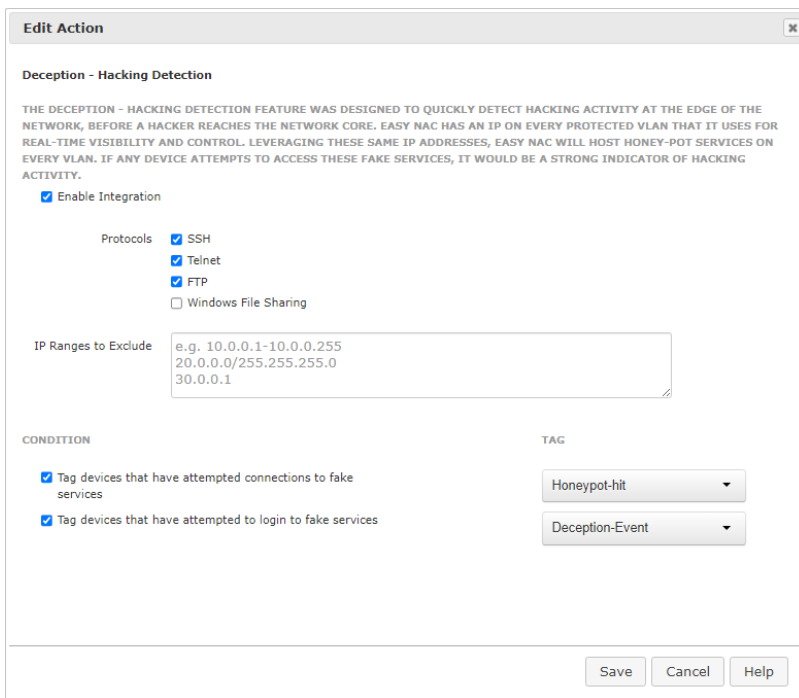 Edit Action
Deception - Hacking Detection
THE DECEPTION - HACKING DETECTION FEATURE WAS DESIGNED TO QUICKLY DETECT HACKING ACTIVITY AT THE EDGE OF THE
NETWORK, BEFORE A HACKER REACHES THE NETWORK CORE. EASY NAC HAS AN IP ON EVERY PROTECTED VLAN THAT IT USES FOR
REAL-TIME VISIBILITY AND CONTROL. LEVERAGING THESE SAME IP ADDRESSES, EASY NAC WILL HOST HONEY-POT SERVICES ON
EVERY VLAN. IF ANY DEVICE ATTEMPTS TO ACCESS THESE FAKE SERVICES, IT WOULD BE A STRONG INDICATOR OF HACKING
ACTIVITY.
Enable Integration
Protocols SSH
Telnet
FTP
Windows File Sharing
IP Ranges to Exclude e.g. 10.0.0.1-10.0.0.255
20.0.0.0/255.255.255.0
30.0.0.1
CONDITION TAG
Tag devices that have attempted connections to fake
services
Honeypot-hit
Tag devices that have attempted to login to fake services
Deception-Event
Save Cancel Help